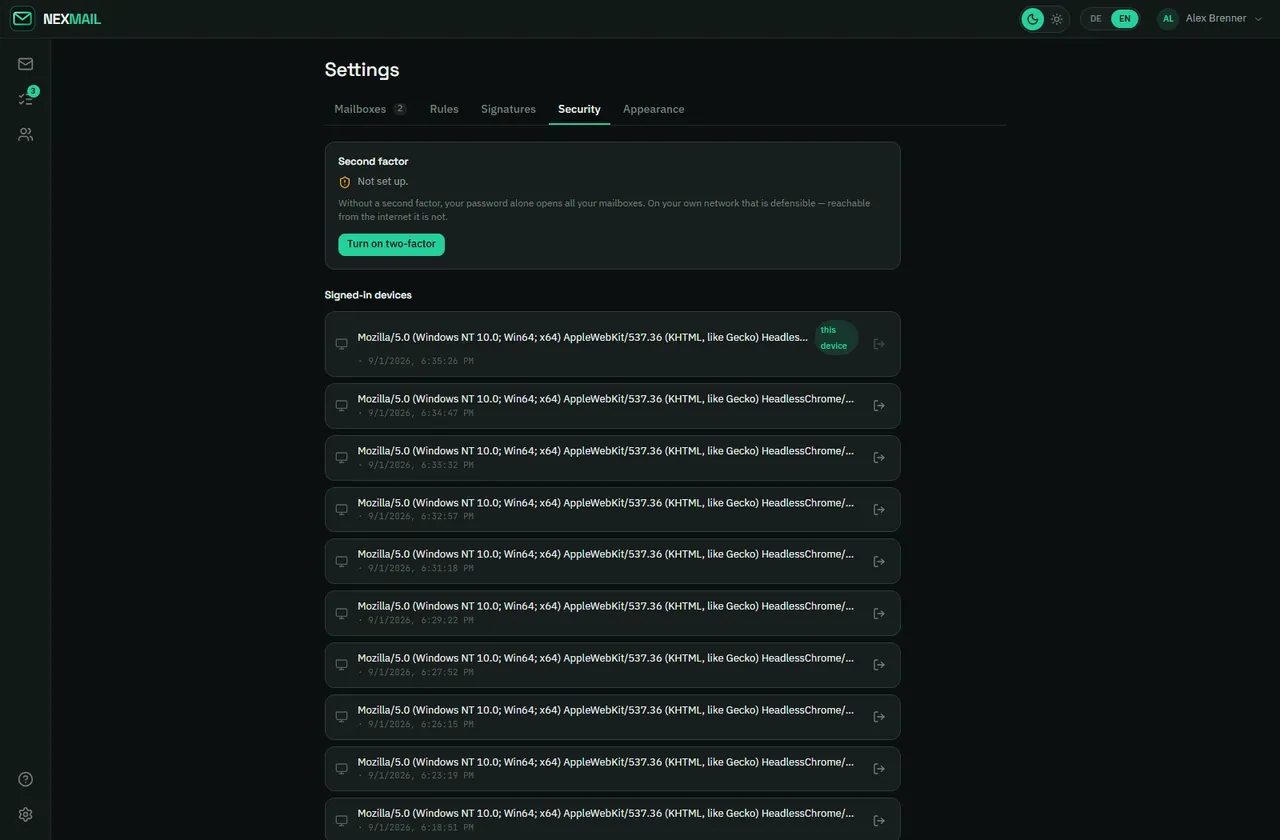 NEXMAIL
DE
EN
AL
Alex Brenner
3
Settings
Mailboxes 2
Rules
Signatures
Security
Appearance
Second factor
Not set up.
Without a second factor, your password alone opens all your mailboxes. On your own network that is defensible — reachable
from the internet it is not.
Turn on two-factor
Signed-in devices
Mozilla/5.0 (Windows NT 10.0; Win64; x64) AppleWebKit/537.36 (KHTML, like Gecko) Headless...
this
device
· 9/1/2026, 6:35:26 PM
Mozilla/5.0 (Windows NT 10.0; Win64; x64) AppleWebKit/537.36 (KHTML, like Gecko) HeadlessChrome/...
· 9/1/2026, 6:34:47 PM
Mozilla/5.0 (Windows NT 10.0; Win64; x64) AppleWebKit/537.36 (KHTML, like Gecko) HeadlessChrome/...
· 9/1/2026, 6:33:32 PM
Mozilla/5.0 (Windows NT 10.0; Win64; x64) AppleWebKit/537.36 (KHTML, like Gecko) HeadlessChrome/...
· 9/1/2026, 6:32:57 PM
Mozilla/5.0 (Windows NT 10.0; Win64; x64) AppleWebKit/537.36 (KHTML, like Gecko) HeadlessChrome/...
· 9/1/2026, 6:31:18 PM
Mozilla/5.0 (Windows NT 10.0; Win64; x64) AppleWebKit/537.36 (KHTML, like Gecko) HeadlessChrome/...
· 9/1/2026, 6:29:22 PM
Mozilla/5.0 (Windows NT 10.0; Win64; x64) AppleWebKit/537.36 (KHTML, like Gecko) HeadlessChrome/...
· 9/1/2026, 6:27:52 PM
Mozilla/5.0 (Windows NT 10.0; Win64; x64) AppleWebKit/537.36 (KHTML, like Gecko) HeadlessChrome/...
· 9/1/2026, 6:26:15 PM
Mozilla/5.0 (Windows NT 10.0; Win64; x64) AppleWebKit/537.36 (KHTML, like Gecko) HeadlessChrome/...
· 9/1/2026, 6:23:19 PM
Mozilla/5.0 (Windows NT 10.0; Win64; x64) AppleWebKit/537.36 (KHTML, like Gecko) HeadlessChrome/...
· 9/1/2026, 6:18:51 PM